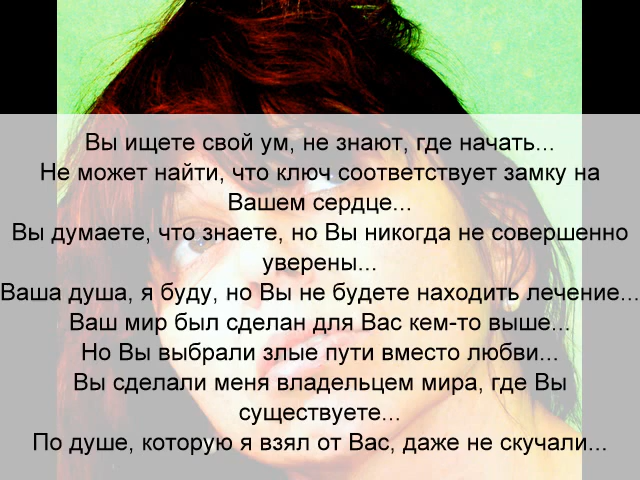 Вы ищете свой ум, не знают, где начать...
Не может найти, что ключ соответствует замку на
Вашем сердце...
Вы думаете, что знаете, но Вы никогда не совершенно
уверены...
Ваша душа, я буду, но Вы не будете находить лечение...
Ваш мир был сделан для Вас кем-то выше...
Но Вы выбрали злые пути вместо любви...
Вы сделали меня владельцем мира, где Вы
существуете...
По душе, которую я взял от Вас, даже не скучали...